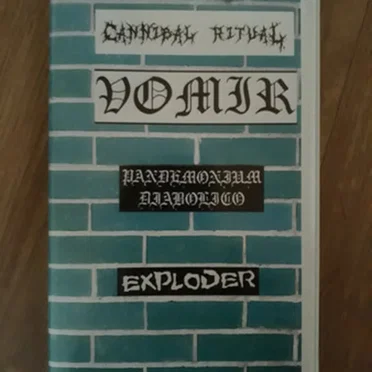 CANNIBAL RITUAL
VOMIR
PANDEMONIUM
DIABOLICO
EXPLODER